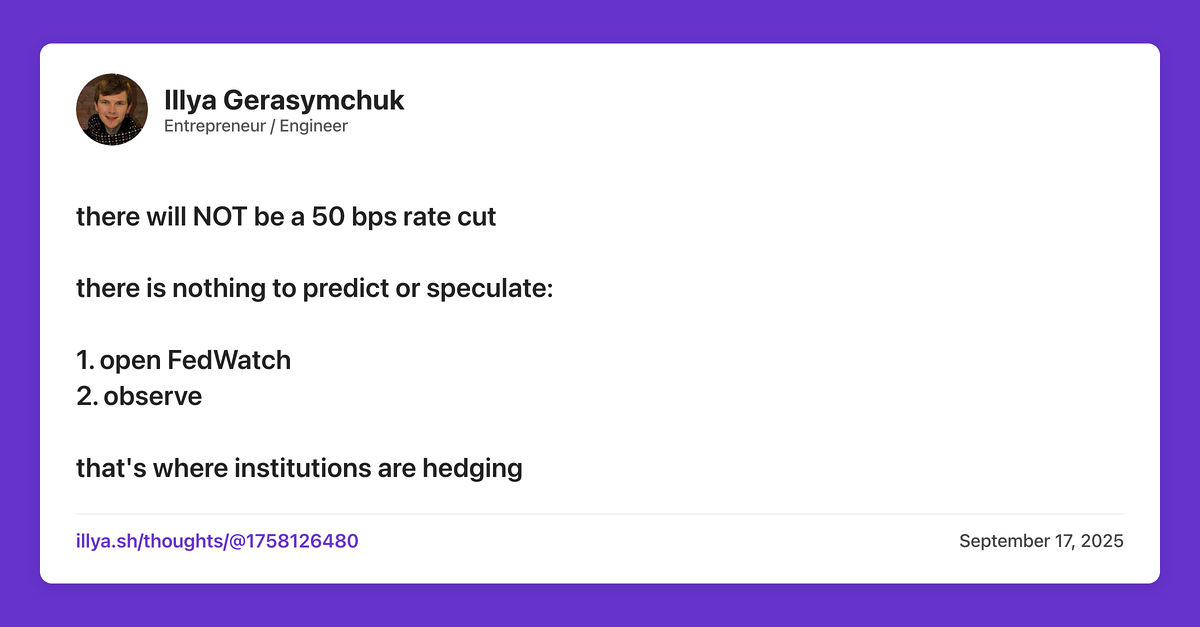 Illya Gerasymchuk
Entrepreneur / Engineer
there will NOT be a 50 bps rate cut
there is nothing to predict or speculate:
1. open FedWatch
2. observe
that's where institutions are hedging
illya.sh/thoughts/@1758126480
September 17, 2025